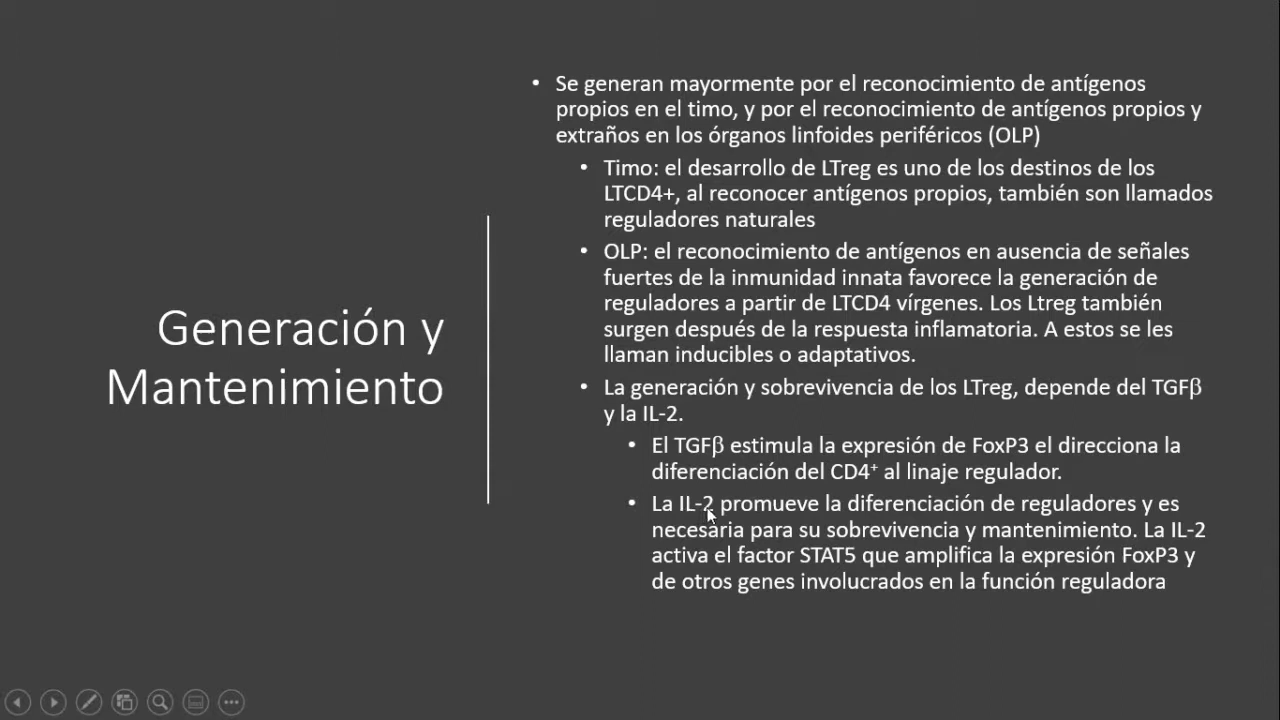 Generación y
Mantenimiento
• Se generan mayormente por el reconocimiento de antígenos
propios en el timo, y por el reconocimiento de antígenos propios y
extraños en los órganos linfoides periféricos (OLP)
• Timo: el desarrollo de LTreg es uno de los destinos de los
LTCD4+, al reconocer antígenos propios, también son llamados
reguladores naturales
• OLP: el reconocimiento de antígenos en ausencia de señales
fuertes de la inmunidad innata favorece la generación de
reguladores a partir de LTCD4 vírgenes. Los Ltreg también
surgen después de la respuesta inflamatoria. A estos se les
llaman inducibles o adaptativos.
• La generación y sobrevivencia de los LTreg, depende del TGFβ
y la IL-2.
• El TGFβ estimula la expresión de FoxP3 el direcciona la
diferenciación del CD4⁺ al linaje regulador.
• La IL-2 promueve la diferenciación de reguladores y es
necesaria para su sobrevivencia y mantenimiento. La IL-2
activa el factor STAT5 que amplifica la expresión FoxP3 y
de otros genes involucrados en la función reguladora